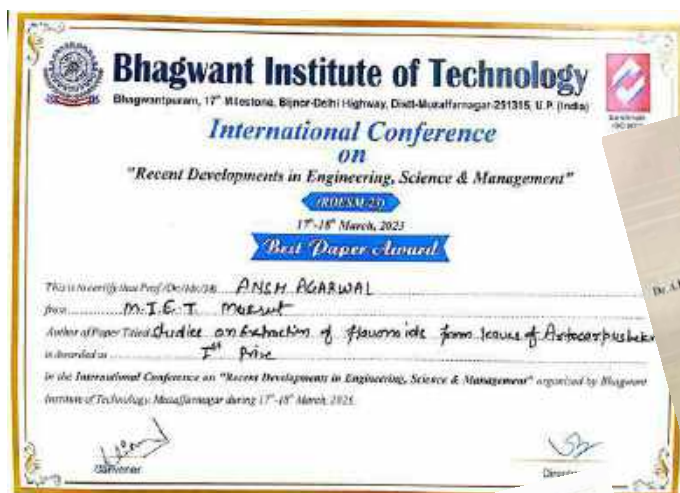 Bhagwant Institute of Technology
Bhagwantpuram, 17th Milestone, Bijnor-Delhi Highway, Distt-Muzaffarnagar-251315, U.P. (India)
International Conference
on
"Recent Developments in Engineering, Science & Management"
(RDESM-23)
17th-18th March, 2023
Best Paper Award
This is to certify that Prof./Dr./Mr./Ms. ANSH AGARWAL
from M.I.E.T. Meerut
Author of Paper Titled Studies on Extraction of flavonoids from leaves of Artocarpus
is awarded as Ist Prize
in the International Conference on "Recent Developments in Engineering, Science & Management" organized by Bhagwant
Institute of Technology, Muzaffarnagar during 17th-18th March, 2023.
Convener